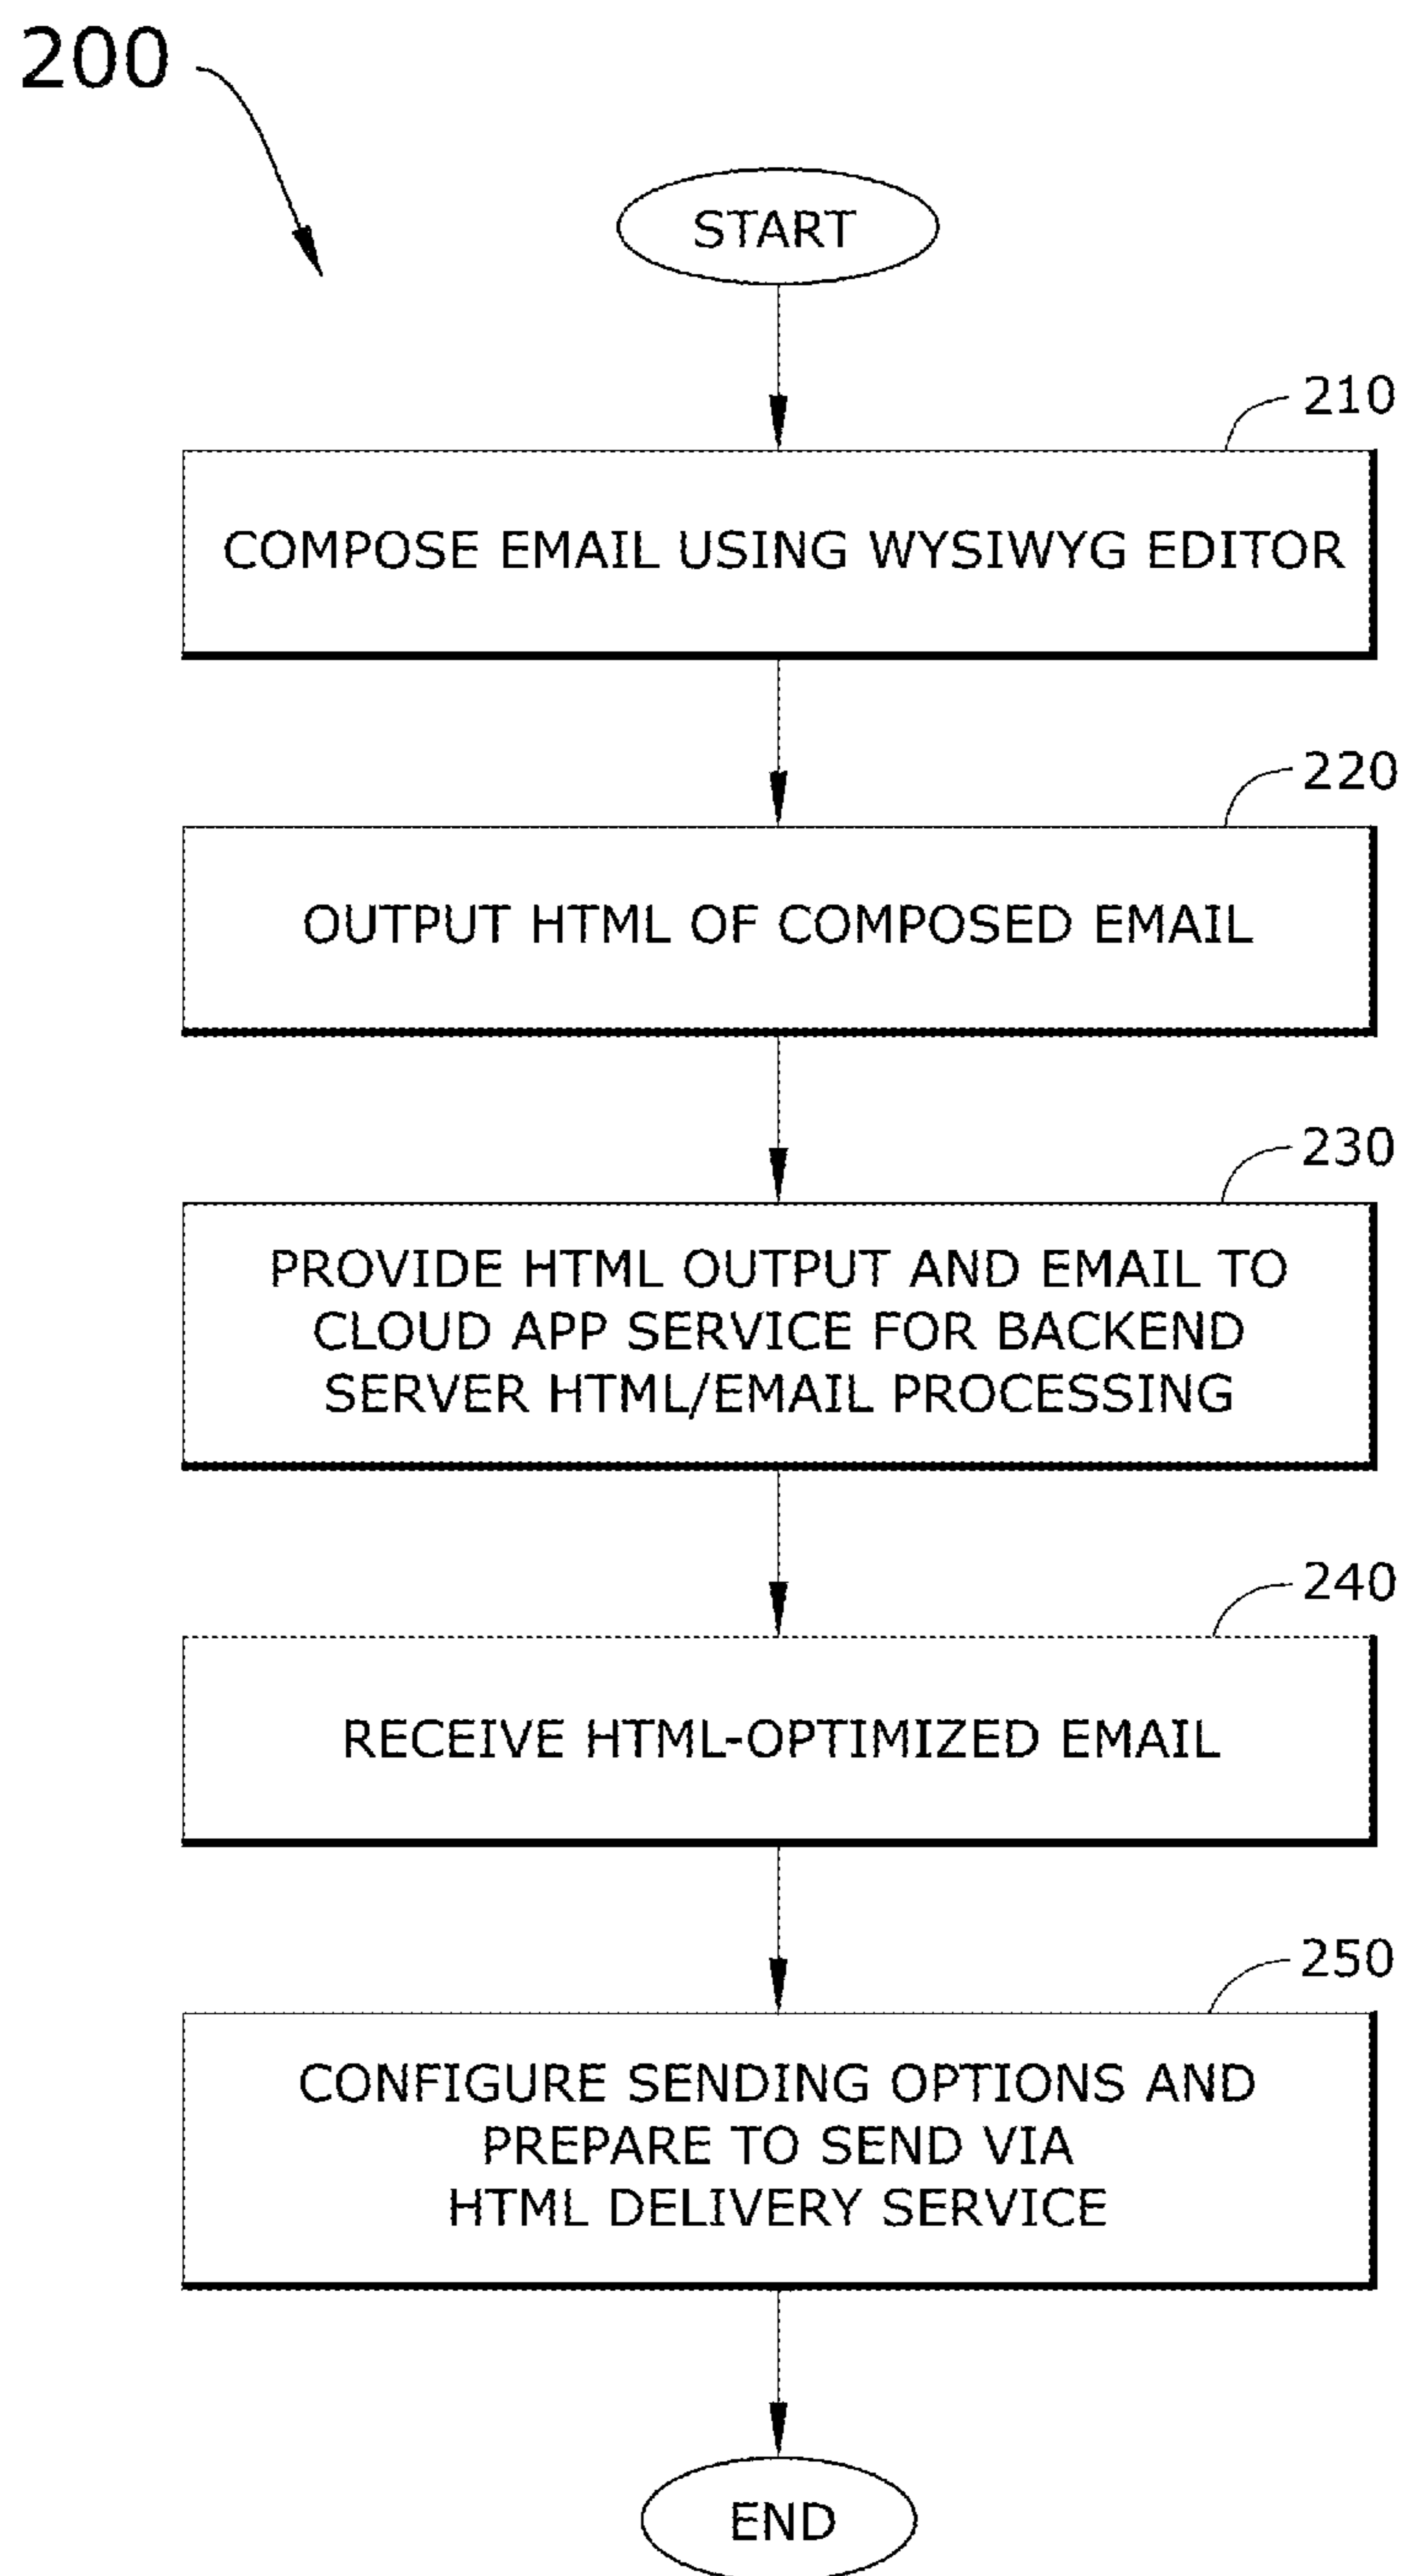 200
START
210
COMPOSE EMAIL USING WYSIWYG EDITOR
220
OUTPUT HTML OF COMPOSED EMAIL
230
PROVIDE HTML OUTPUT AND EMAIL TO
CLOUD APP SERVICE FOR BACKEND
SERVER HTML/EMAIL PROCESSING
240
RECEIVE HTML-OPTIMIZED EMAIL
250
CONFIGURE SENDING OPTIONS AND
PREPARE TO SEND VIA
HTML DELIVERY SERVICE
END